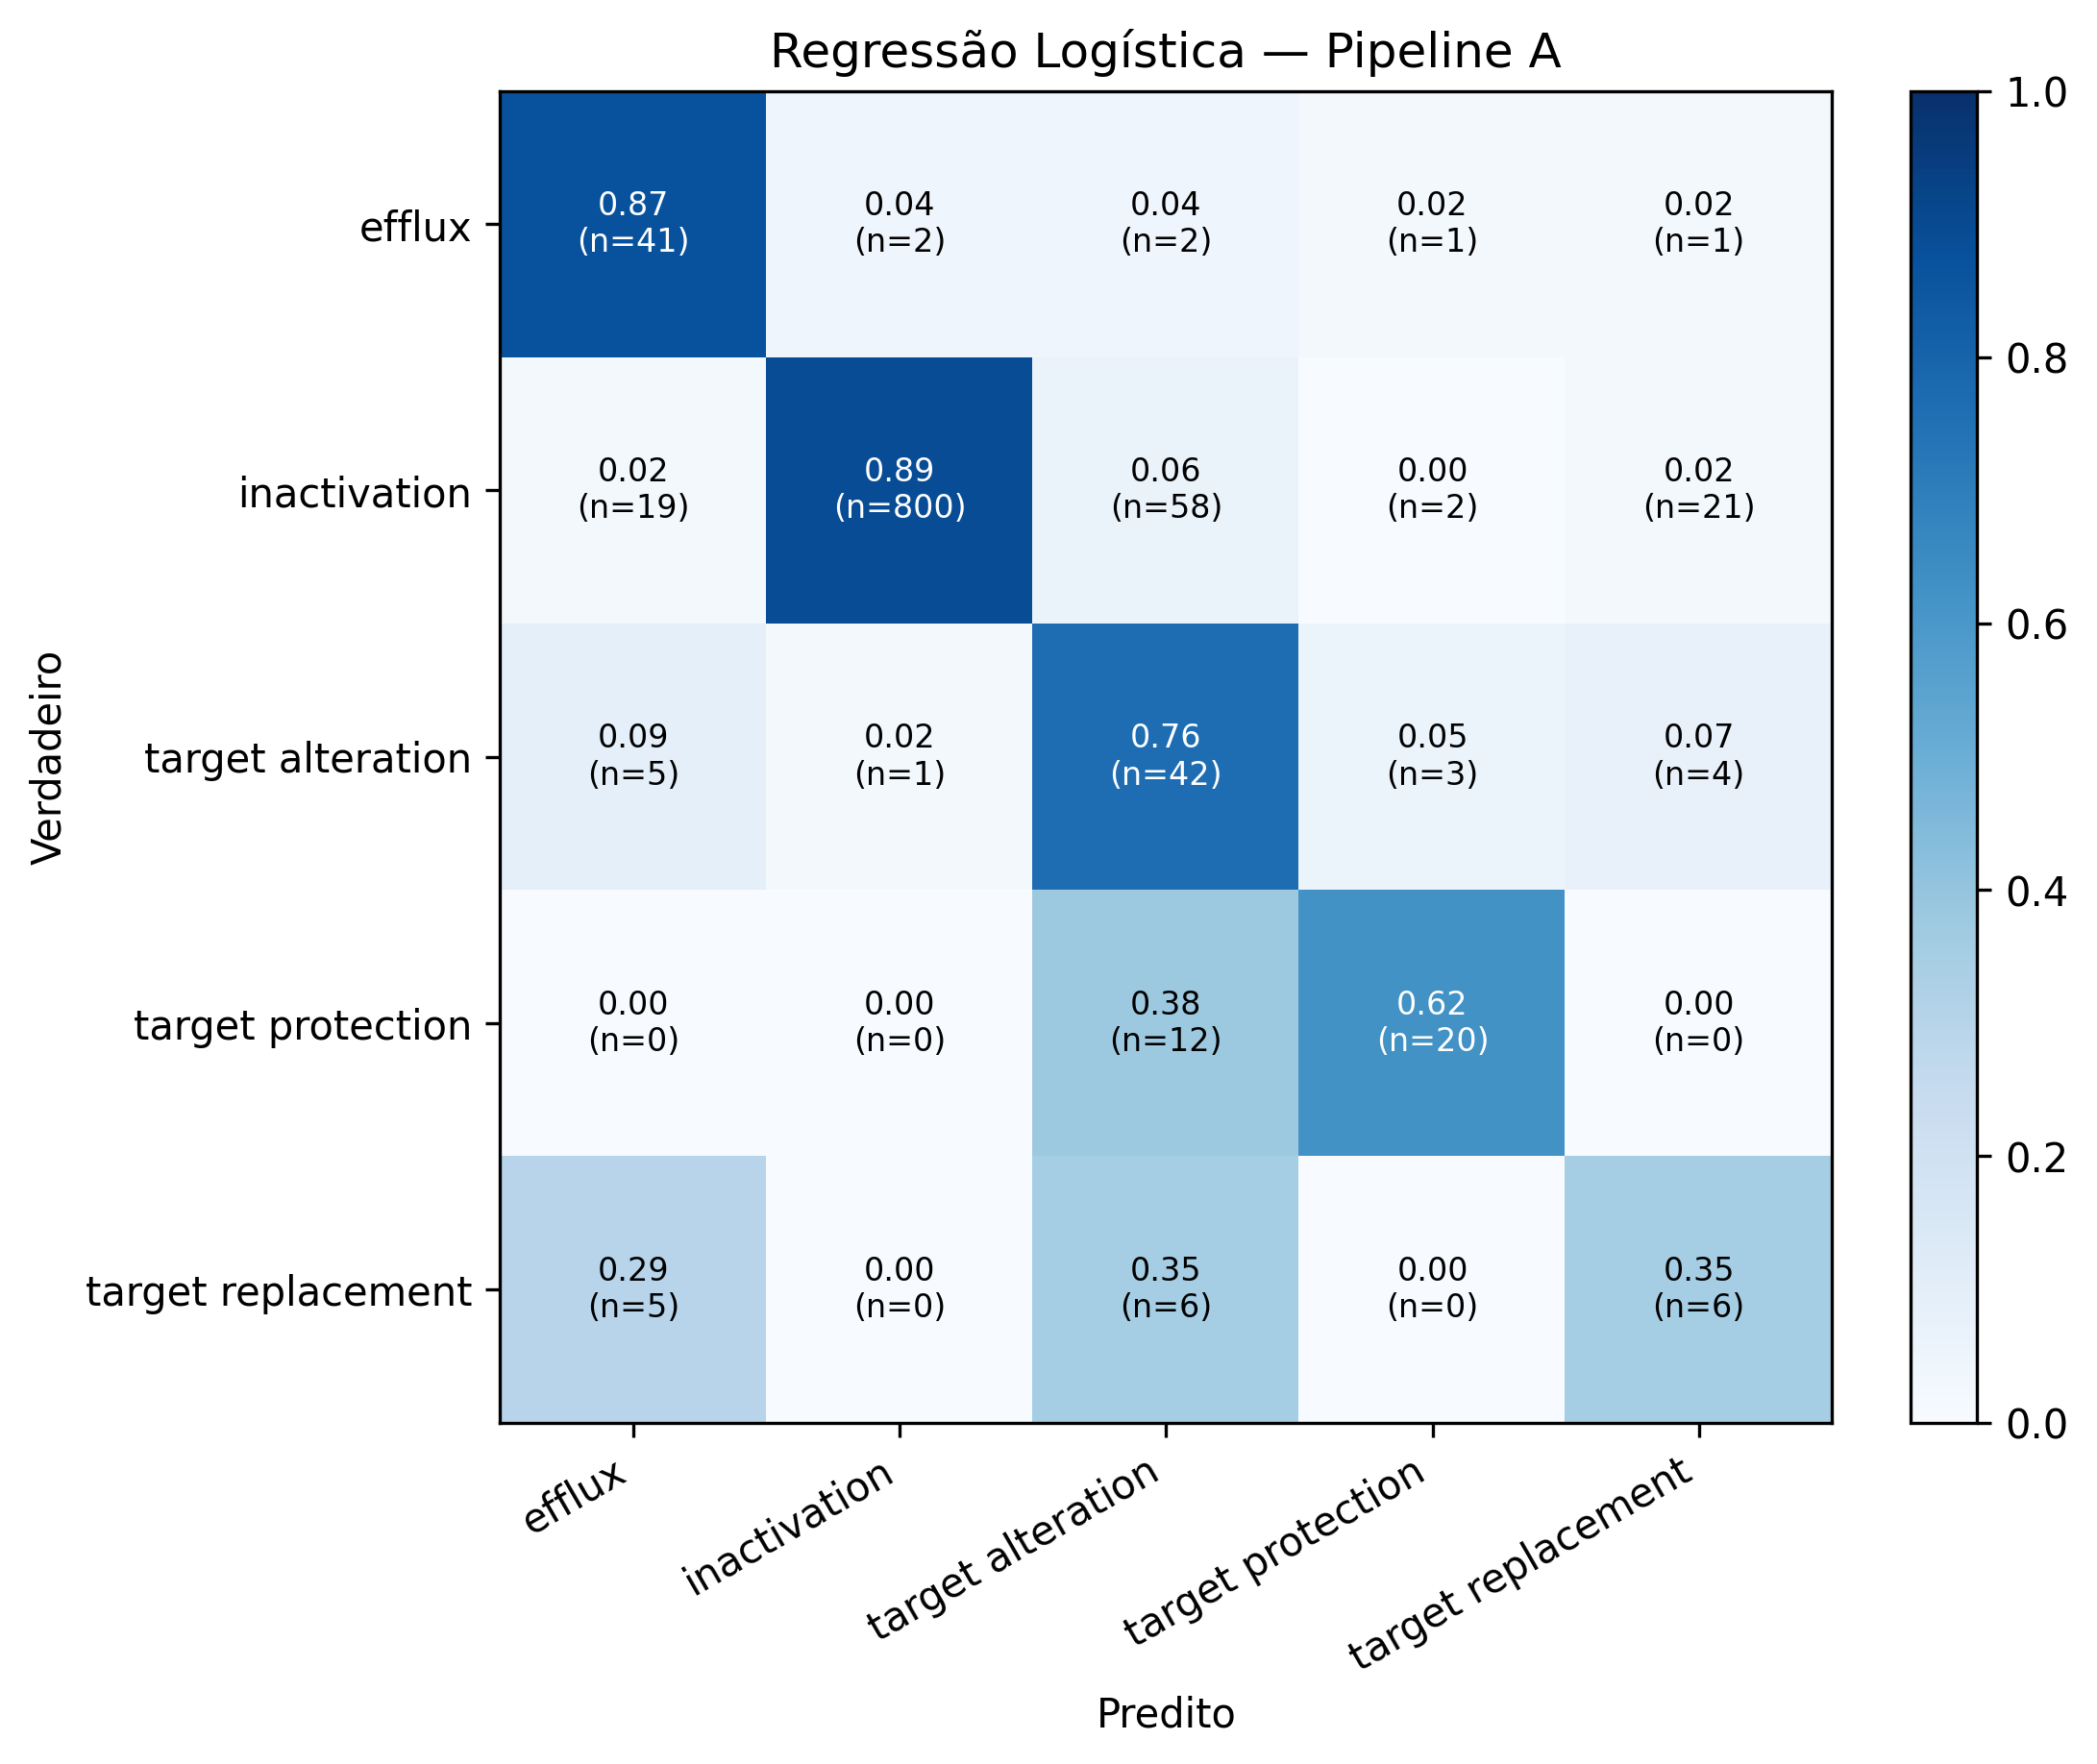 Regressão Logística — Pipeline A
Verdadeiro
efflux
0.87
(n=41)
0.04
(n=2)
0.04
(n=2)
0.02
(n=1)
0.02
(n=1)
inactivation
0.02
(n=19)
0.89
(n=800)
0.06
(n=58)
0.00
(n=2)
0.02
(n=21)
target alteration
0.09
(n=5)
0.02
(n=1)
0.76
(n=42)
0.05
(n=3)
0.07
(n=4)
target protection
0.00
(n=0)
0.00
(n=0)
0.38
(n=12)
0.62
(n=20)
0.00
(n=0)
target replacement
0.29
(n=5)
0.00
(n=0)
0.35
(n=6)
0.00
(n=0)
0.35
(n=6)
efflux
inactivation
target alteration
target protection
target replacement
Predito
1.0
0.8
0.6
0.4
0.2
0.0